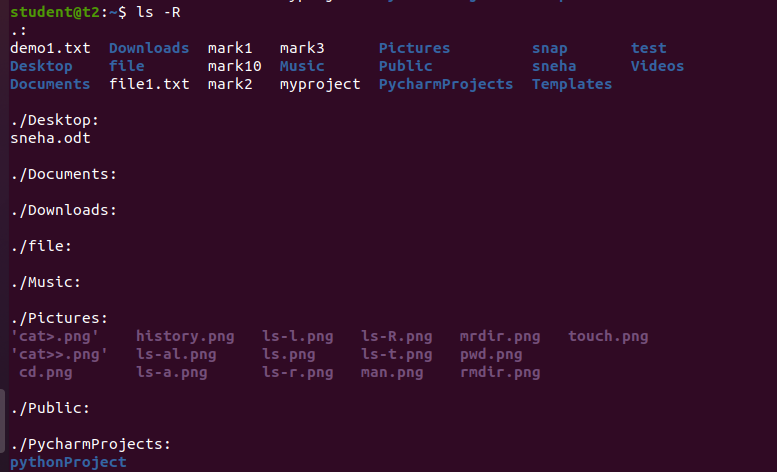 student@t2:~$ ls -R
.:
demo1.txt  Downloads  mark1   mark3      Pictures         snap       test
Desktop    file       mark10  Music      Public           sneha      Videos
Documents  file1.txt  mark2   myproject  PycharmProjects  Templates
./Desktop:
sneha.odt
./Documents:
./Downloads:
./file:
./Music:
./Pictures:
'cat>.png'    history.png   ls-l.png   ls-R.png   mrdir.png   touch.png
'cat>>.png'   ls-al.png     ls.png     ls-t.png   pwd.png
 cd.png       ls-a.png      ls-r.png   man.png    rmdir.png
./Public:
./PycharmProjects:
pythonProject